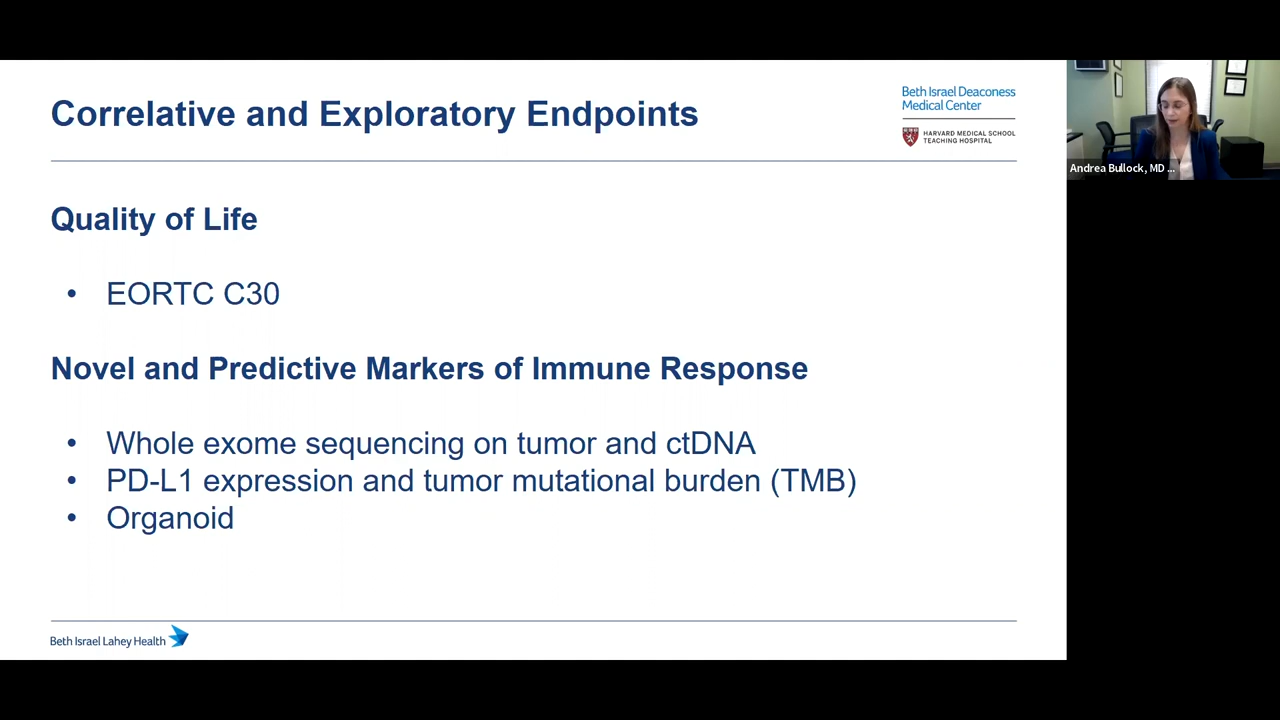 Correlative and Exploratory Endpoints
Beth Israel Deaconess
Medical Center
HARVARD MEDICAL SCHOOL
TEACHING HOSPITAL
Andrea Bullock, MD ...
Quality of Life
• EORTC C30
Novel and Predictive Markers of Immune Response
• Whole exome sequencing on tumor and ctDNA
• PD-L1 expression and tumor mutational burden (TMB)
• Organoid
Beth Israel Lahey Health